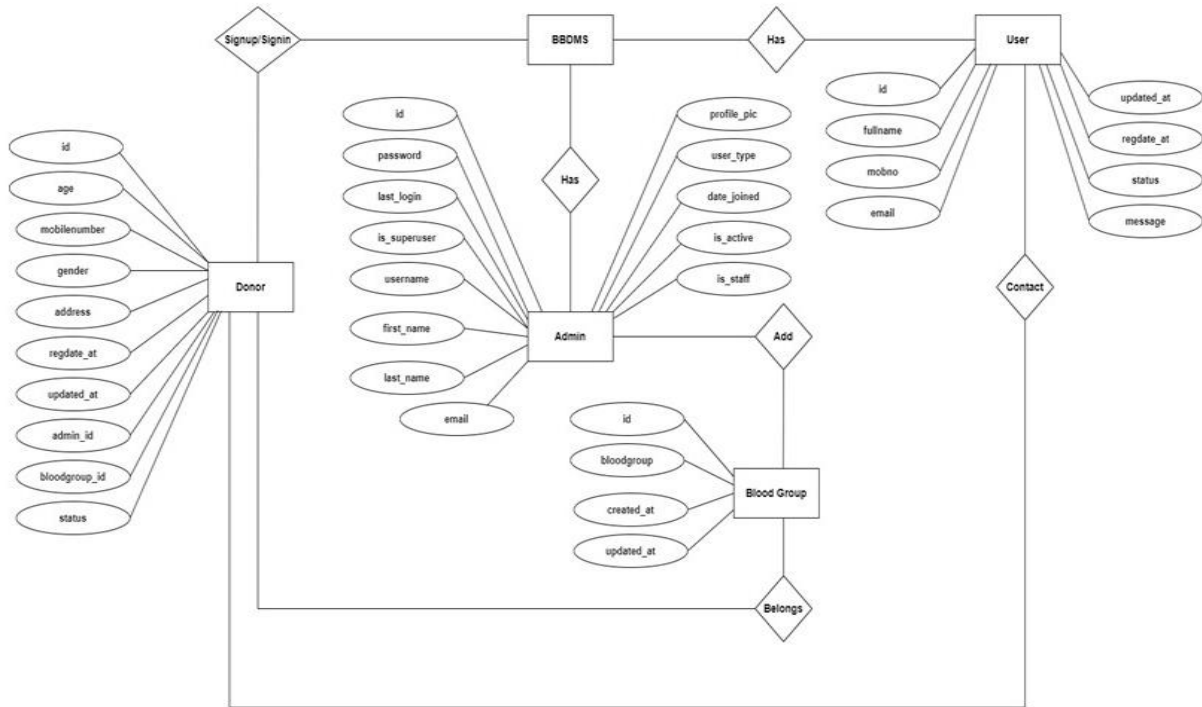 Signup/Signin
BBDMS
Has
User
id
fullname
mobno
email
updated_at
regdate_at
status
message
id
password
last_login
is_superuser
username
first_name
last_name
email
profile_pic
user_type
date_joined
is_active
is_staff
Has
id
age
mobilenumber
gender
address
regdate_at
updated_at
admin_id
bloodgroup_id
status
Donor
Admin
Add
Contact
id
bloodgroup
created_at
updated_at
Blood Group
Belongs